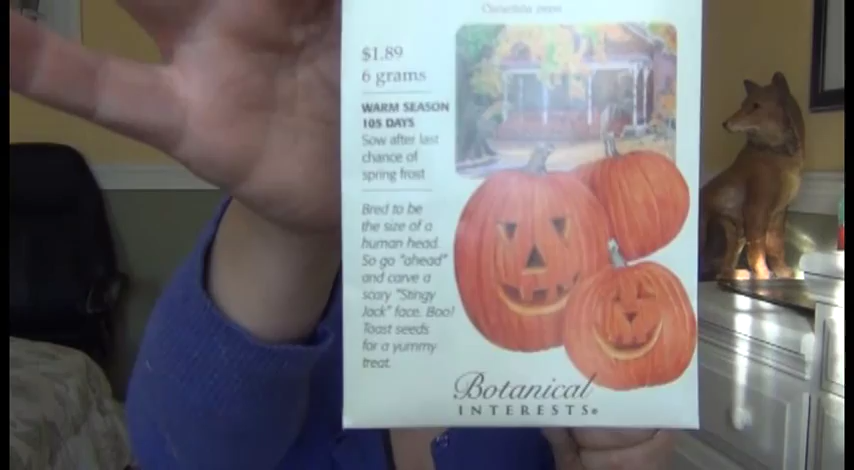 Cucurbita pepo
$1.89
6 grams
WARM SEASON
105 DAYS
Sow after last
chance of
spring frost
Bred to be
the size of a
human head.
So go "ahead"
and carve a
scary "Stingy
Jack" face. Boo!
Toast seeds
for a yummy
treat.
Botanical
INTERESTS®